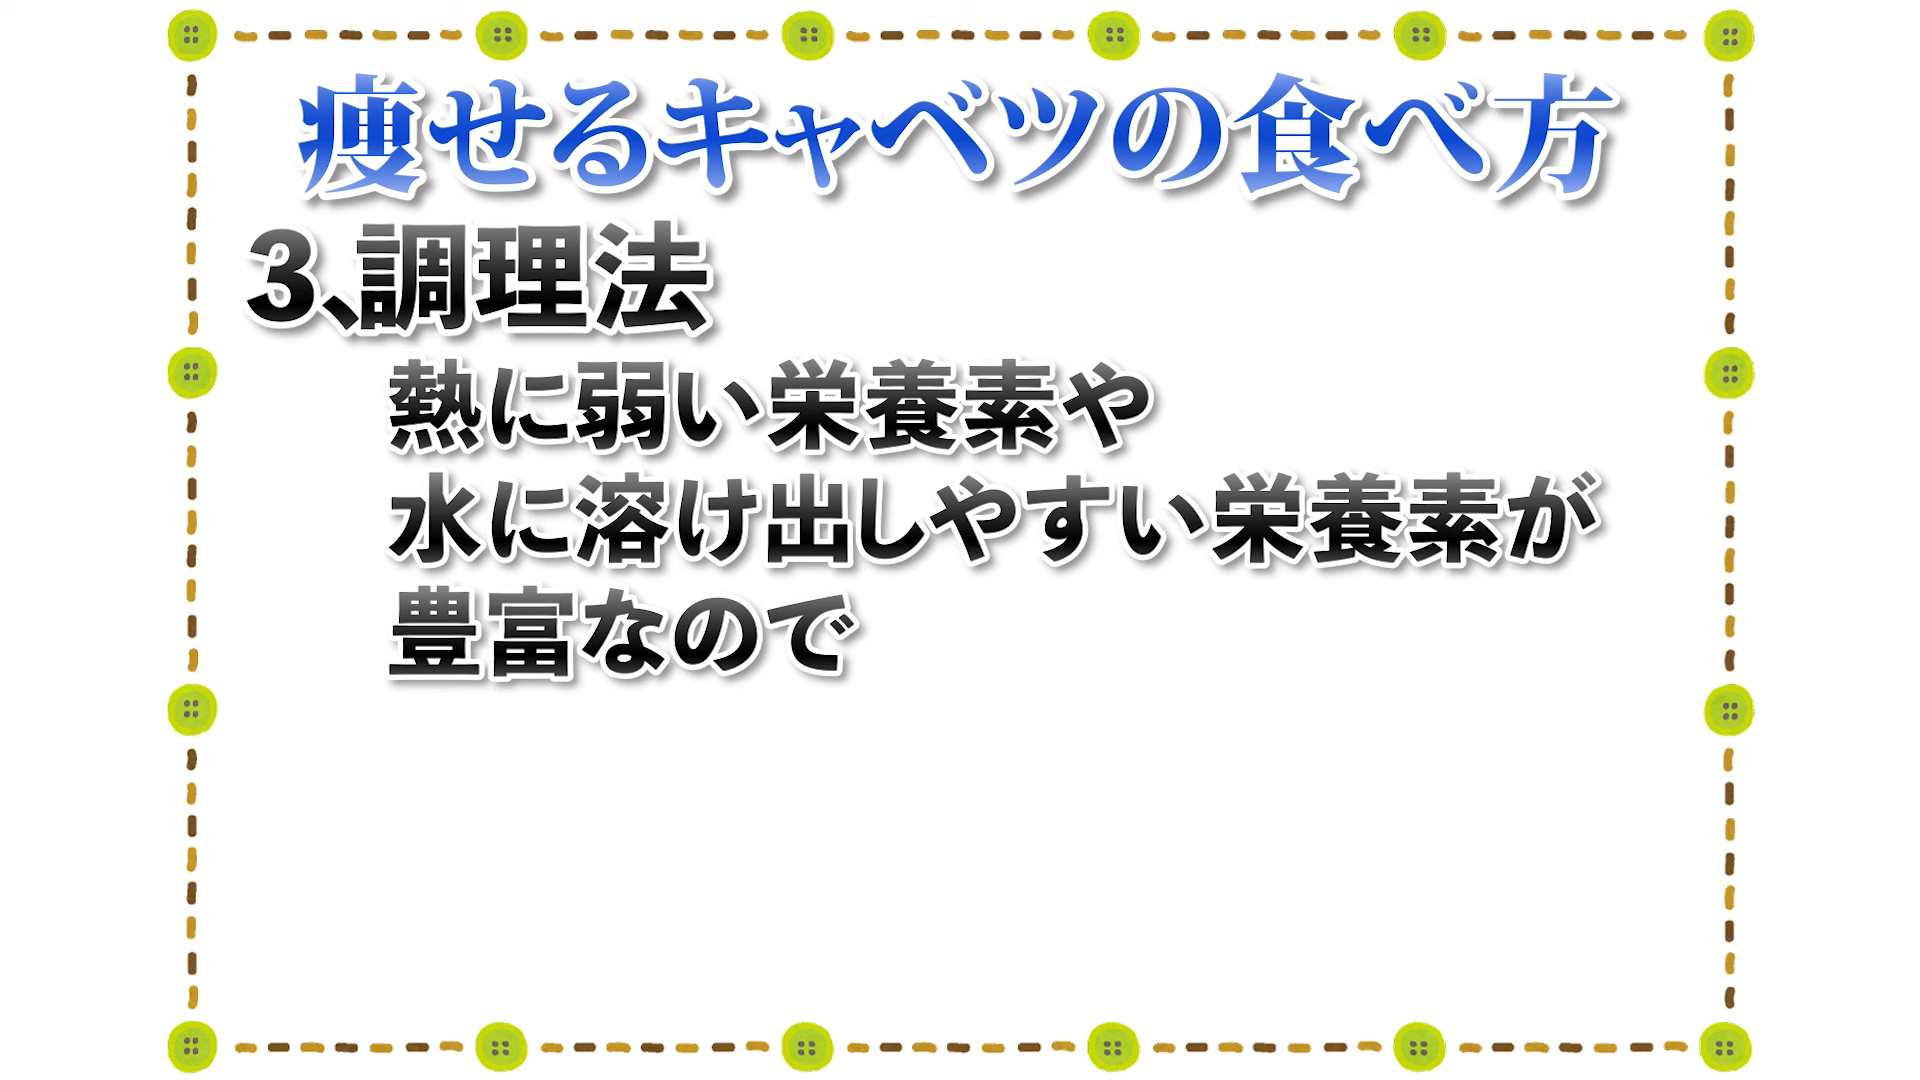 痩せるキャベツの食べ方
3、調理法
熱に弱い栄養素や
水に溶け出しやすい栄養素が
豊富なので